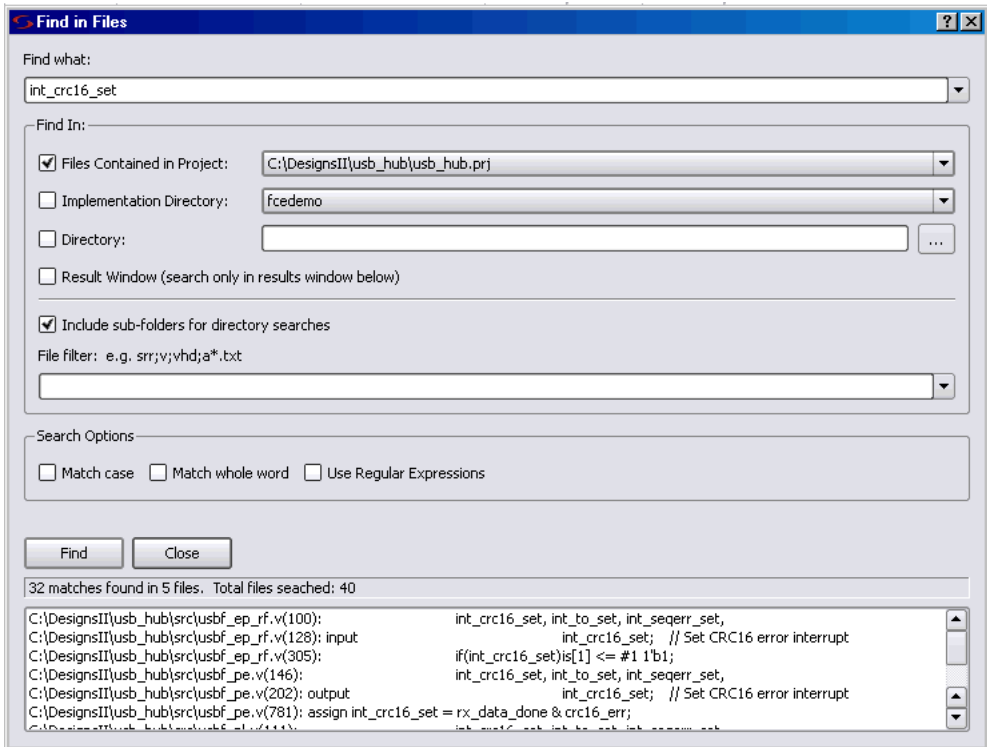 Find in Files
Find what:
int_crc16_set
Find In:
Files Contained in Project: C:\DesignsII\usb_hub\usb_hub.prj
Implementation Directory: fcedemo
Directory: ...
Result Window (search only in results window below)
Include sub-folders for directory searches
File filter: e.g. srr;v;vhd;a*.txt
Search Options
Match case Match whole word Use Regular Expressions
Find Close
32 matches found in 5 files. Total files seached: 40
C:\DesignsII\usb_hub\src\usbf_ep_rf.v(100): int_crc16_set, int_to_set, int_seqerr_set,
C:\DesignsII\usb_hub\src\usbf_ep_rf.v(128): input int_crc16_set; // Set CRC16 error interrupt
C:\DesignsII\usb_hub\src\usbf_ep_rf.v(305): if(int_crc16_set)is[1] <= #1 1'b1;
C:\DesignsII\usb_hub\src\usbf_pe.v(146): int_crc16_set, int_to_set, int_seqerr_set,
C:\DesignsII\usb_hub\src\usbf_pe.v(202): output int_crc16_set; // Set CRC16 error interrupt
C:\DesignsII\usb_hub\src\usbf_pe.v(781): assign int_crc16_set = rx_data_done & crc16_err;